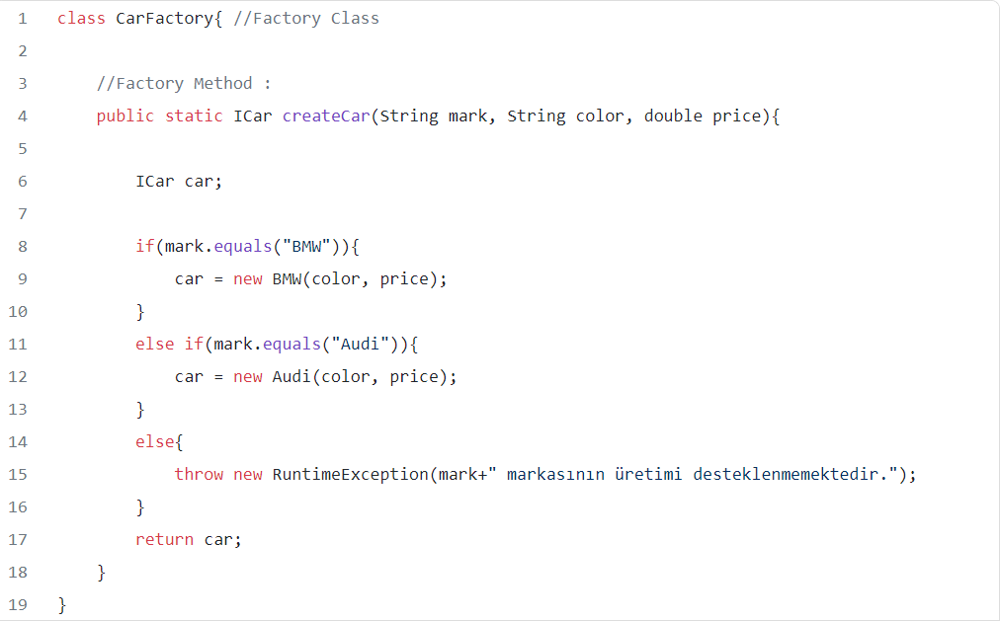 1 class CarFactory{ //Factory Class
2
3 //Factory Method :
4 public static ICar createCar(String mark, String color, double price){
5
6 ICar car;
7
8 if(mark.equals("BMW")){
9 car = new BMW(color, price);
10 }
11 else if(mark.equals("Audi")){
12 car = new Audi(color, price);
13 }
14 else{
15 throw new RuntimeException(mark+" markasının üretimi desteklenmemektedir.");
16 }
17 return car;
18 }
19 }